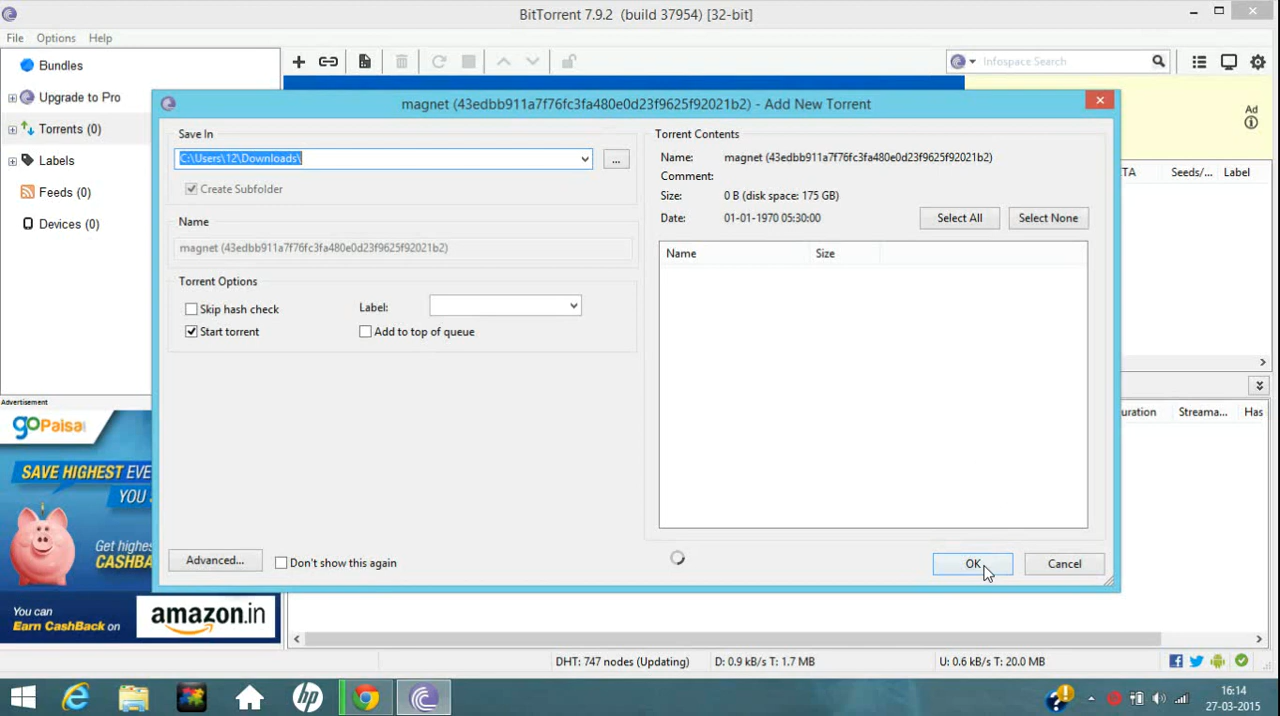 BitTorrent 7.9.2 (build 37954) [32-bit]
File Options Help
Bundles
Upgrade to Pro
Torrents (0)
Labels
Feeds (0)
Devices (0)
Infospace Search
Ad
TA Seeds/... Label
magnet (43edbb911a7f76fc3fa480e0d23f9625f92021b2) - Add New Torrent
Save In
C:\Users\12\Downloads\
...
Create Subfolder
Name
magnet (43edbb911a7f76fc3fa480e0d23f9625f92021b2)
Torrent Options
Skip hash check
Label:
Start torrent
Add to top of queue
Advanced...
Don't show this again
Torrent Contents
Name: magnet (43edbb911a7f76fc3fa480e0d23f9625f92021b2)
Comment:
Size: 0 B (disk space: 175 GB)
Date: 01-01-1970 05:30:00
Select All
Select None
Name Size
OK
Cancel
uration Streama... Has
Advertisement
goPaisa
SAVE HIGHEST EVE
YOU
Get highes
CASHBA
You can
Earn CashBack on
amazon.in
DHT: 747 nodes (Updating)
D: 0.9 kB/s T: 1.7 MB
U: 0.6 kB/s T: 20.0 MB
hp
16:14
27-03-2015